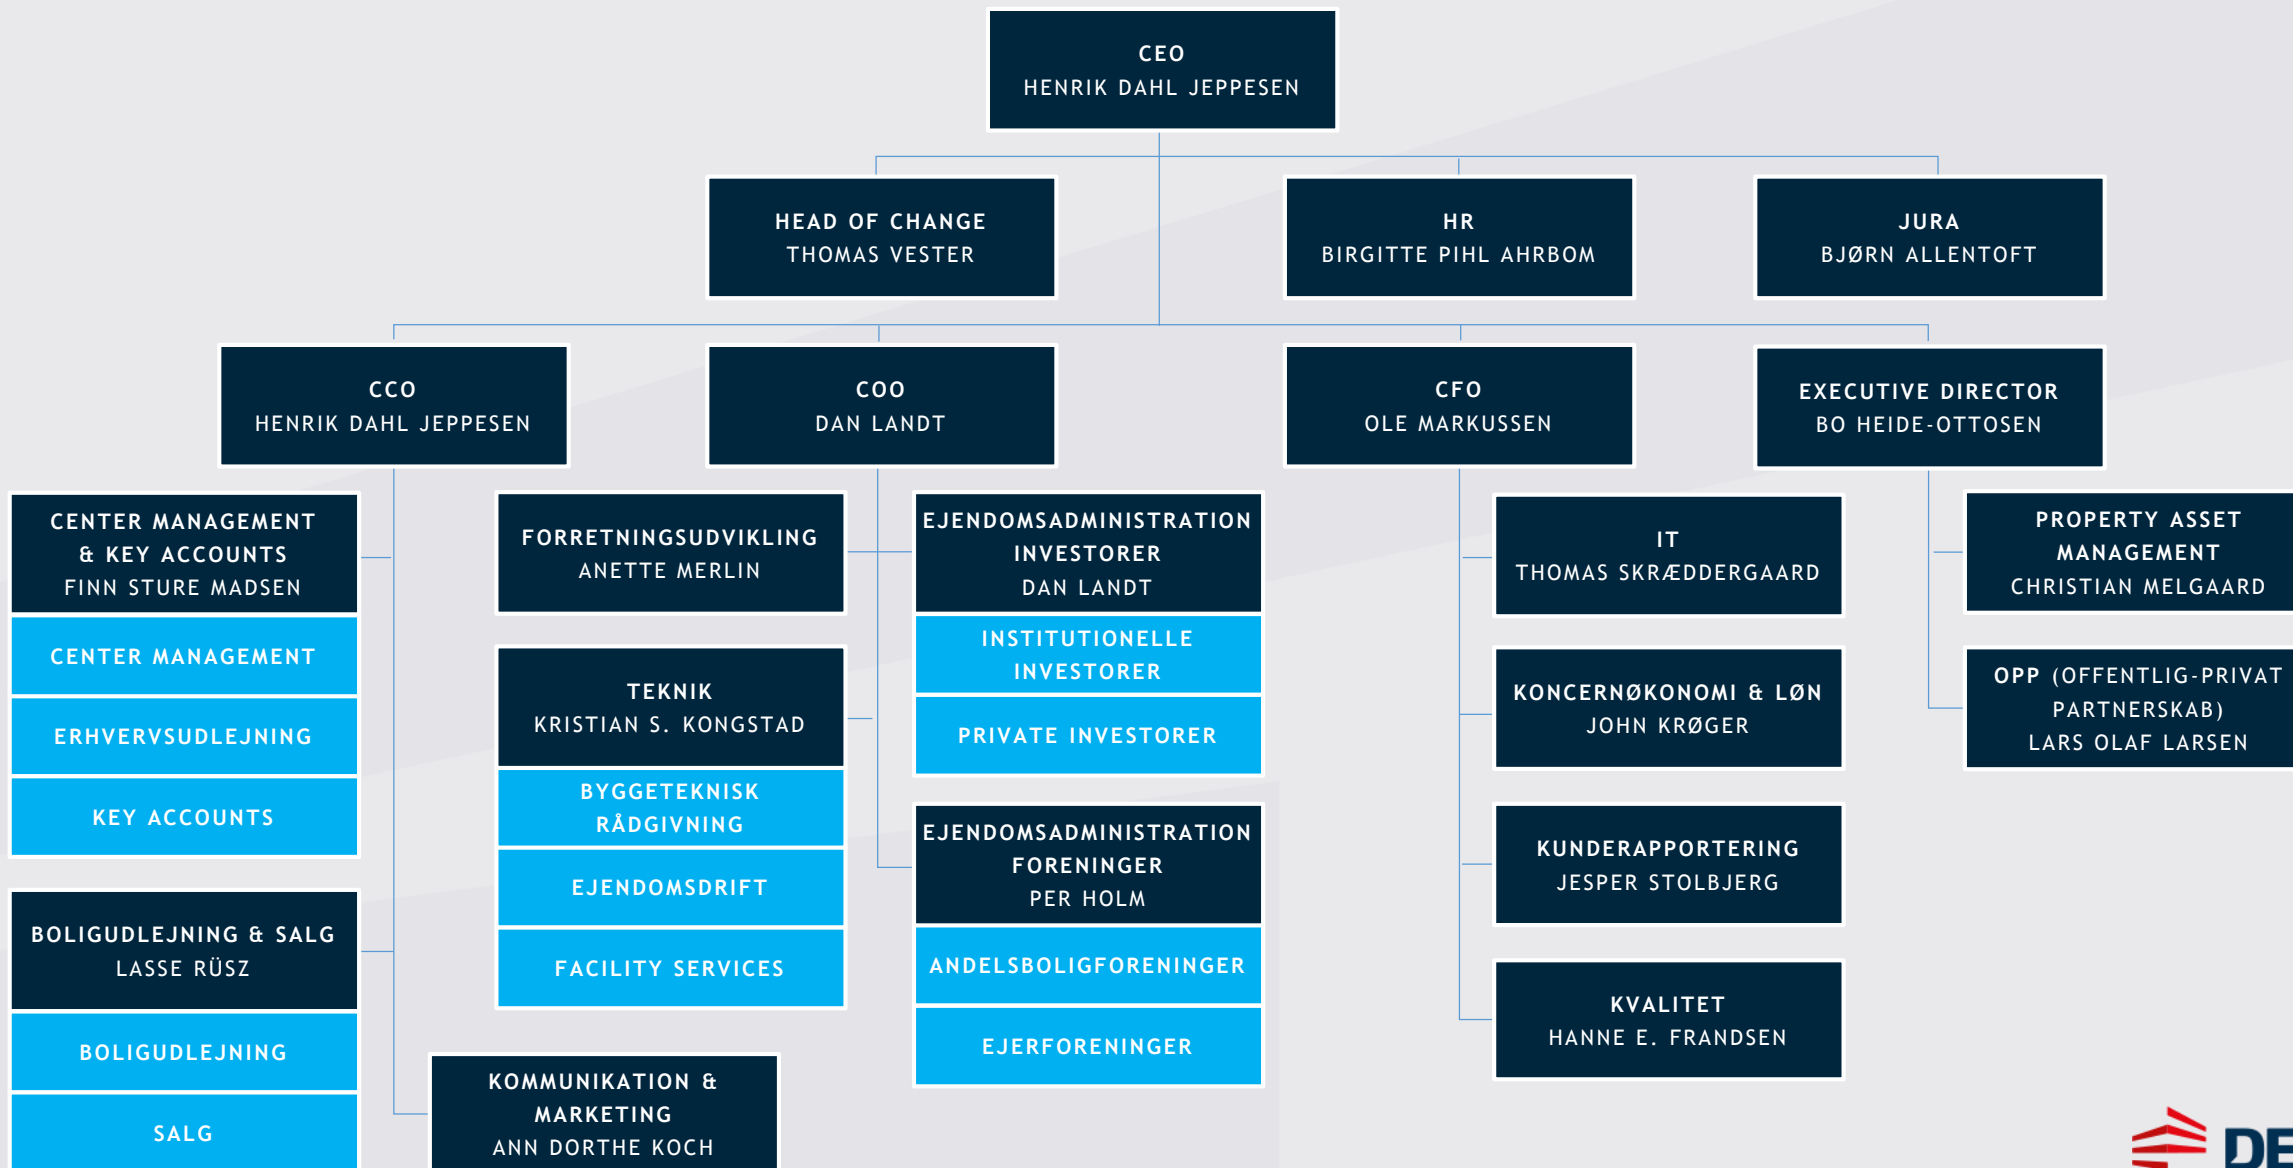 CEO
HENRIK DAHL JEPPESEN
HEAD OF CHANGE
THOMAS VESTER
HR
BIRGITTE PIHL AHRBOM
JURA
BJØRN ALLENTOFT
CCO
HENRIK DAHL JEPPESEN
COO
DAN LANDT
CFO
OLE MARKUSSEN
EXECUTIVE DIRECTOR
BO HEIDE-OTTOSEN
CENTER MANAGEMENT
& KEY ACCOUNTS
FINN STURE MADSEN
CENTER MANAGEMENT
ERHVERVSUDLEJNING
KEY ACCOUNTS
BOLIGUDLEJNING & SALG
LASSE RÜSZ
BOLIGUDLEJNING
SALG
KOMMUNIKATION &
MARKETING
ANN DORTHE KOCH
FORRETNINGSUDVIKLING
ANETTE MERLIN
TEKNIK
KRISTIAN S. KONGSTAD
BYGGETEKNISK
RÅDGIVNING
EJENDOMSDRIFT
FACILITY SERVICES
EJENDOMSADMINISTRATION
INVESTORER
DAN LANDT
INSTITUTIONELLE
INVESTORER
PRIVATE INVESTORER
EJENDOMSADMINISTRATION
FORENINGER
PER HOLM
ANDELSBOLIGFORENINGER
EJERFORENINGER
IT
THOMAS SKRÆDDERGAARD
KONCERNØKONOMI & LØN
JOHN KRØGER
KUNDERAPPORTERING
JESPER STOLBJERG
KVALITET
HANNE E. FRANDSEN
PROPERTY ASSET
MANAGEMENT
CHRISTIAN MELGAARD
OPP (OFFENTLIG-PRIVAT
PARTNERSKAB)
LARS OLAF LARSEN
DE